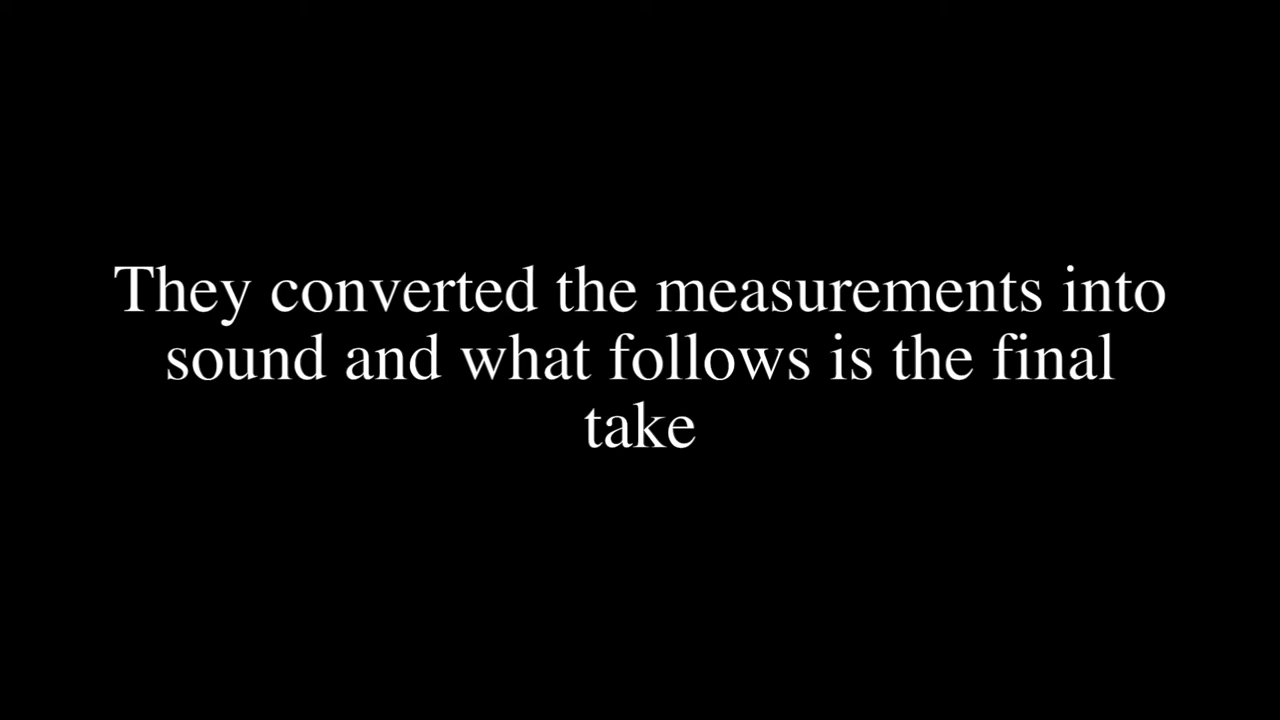 They converted the measurements into
sound and what follows is the final
take